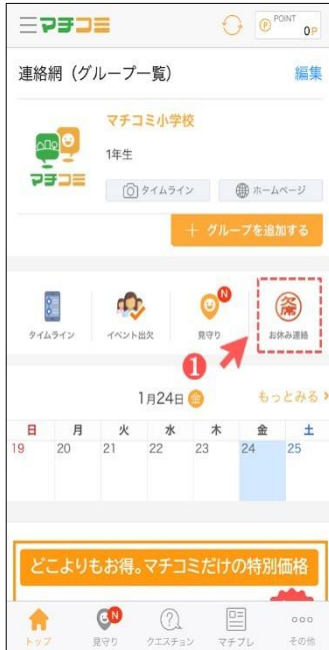 マチコミ
POINT
0P
連絡網（グループ一覧）
編集
マチコミ小学校
1年生
マチコミ
タイムライン
ホームページ
＋ グループを追加する
タイムライン
イベント出欠
N
見守り
欠席
お休み連絡
1
1月24日 金
もっとみる
日 月 火 水 木 金 土
19 20 21 22 23 24 25
どこよりもお得。マチコミだけの特別価格
トップ
N
見守り
クエスチョン
マチプレ
その他